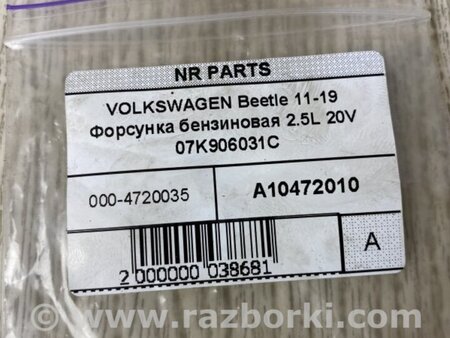 NR PARTS
VOLKSWAGEN Beetle 11-19
Форсунка бензиновая 2.5L 20V
07K906031C
000-4720035
A10472010
2 000000 038681
A
www.razborki.com